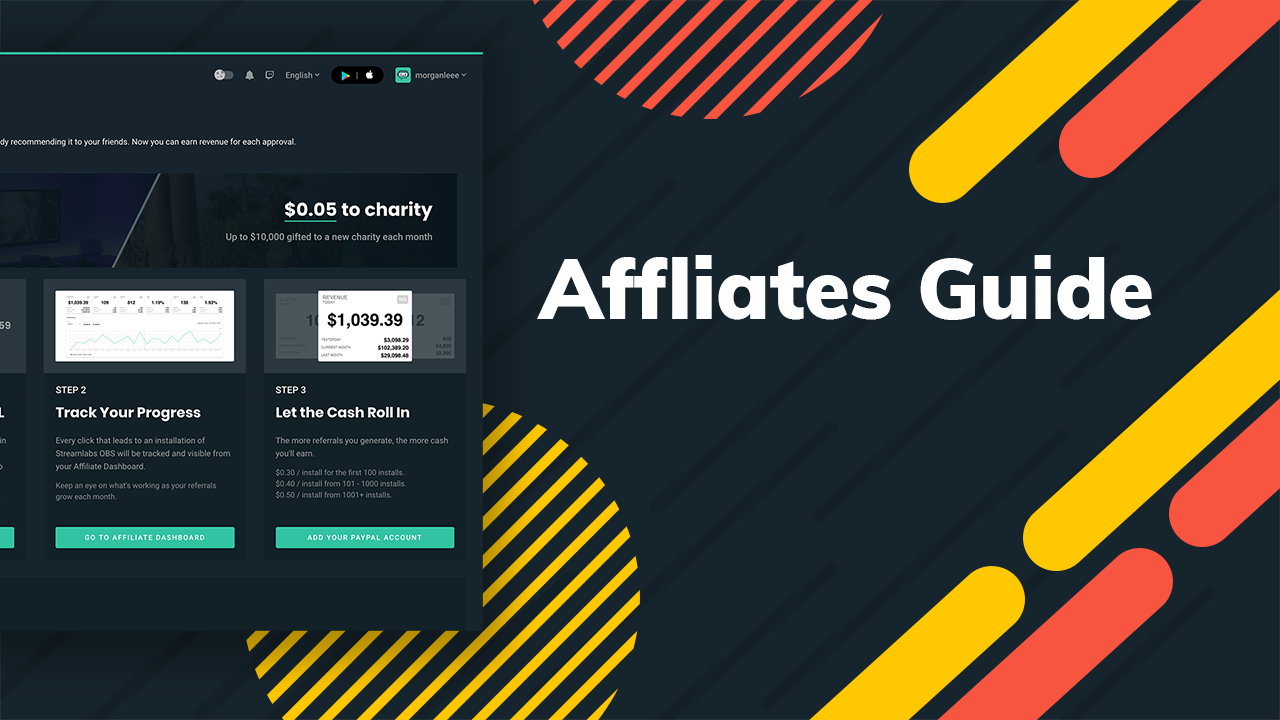 English
morganleee
dy recommending it to your friends. Now you can earn revenue for each approval.
$0.05 to charity
Up to $10,000 gifted to a new charity each month
Affliates Guide
59
$1,039.39 109 812 1.19% 138 1.93%
REVENUE
TODAY
$1,039.39
YESTERDAY $3,098.29
CURRENT MONTH $102,389.20
LAST MONTH $29,098.48
L
in
STEP 2
Track Your Progress
Every click that leads to an installation of
Streamlabs OBS will be tracked and visible from
your Affiliate Dashboard.
Keep an eye on what's working as your referrals
grow each month.
GO TO AFFILIATE DASHBOARD
STEP 3
Let the Cash Roll In
The more referrals you generate, the more cash
you'll earn.
$0.30 / install for the first 100 installs.
$0.40 / install from 101 - 1000 installs.
$0.50 / install from 1001+ installs.
ADD YOUR PAYPAL ACCOUNT